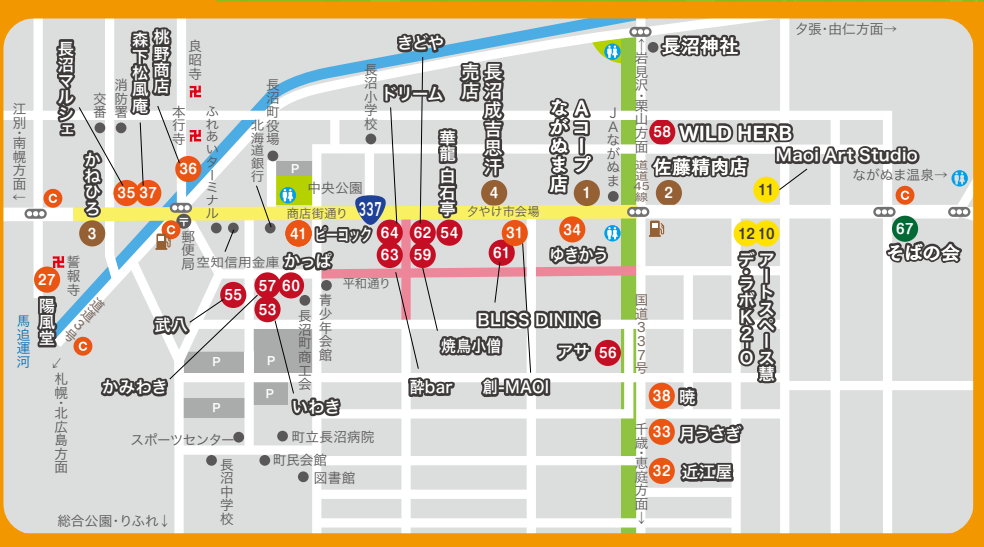 夕張・由仁方面→
きどや
長沼神社
桃野商店
森下松風庵
長沼マルシェ
良昭寺
消防署
交番
本行寺
ふれあいターミナル
長沼町役場
北海道銀行
長沼小学校
ドリーム
長沼成吉思汗
売店
Aコープ
ながぬま店
JAながぬま
↑岩見沢・栗山方面
道道45線
58
WILD HERB
佐藤精肉店
2
Maoi Art Studio
11
ながぬま温泉→
江別・南幌方面
←
かねひろ
35
37
36
3
P
中央公園
華龍
白石亭
4
1
C
C
商店街通り
337
夕やけ市会場
67
そばの会
C
郵便局
41
ピーコック
64
62
54
31
34
63
59
61
ゆきかう
12
10
アートスペース慧
デ・ラボK2-10
誓報寺
27
陽風堂
空知信用金庫
かっぱ
57
60
55
53
平和通り
青少年会館
長沼町商工会
馬追運河
道道3号
C
武八
BLISS DINING
焼鳥小僧
アサ
56
国道337号
P
P
P
P
かみわき
いわき
酔bar
創-MAOI
↙札幌・北広島方面
38
暁
33
月うさぎ
32
近江屋
千歳・恵庭方面→
スポーツセンター
町立長沼病院
町民会館
図書館
長沼中学校
総合公園・りふれ↓